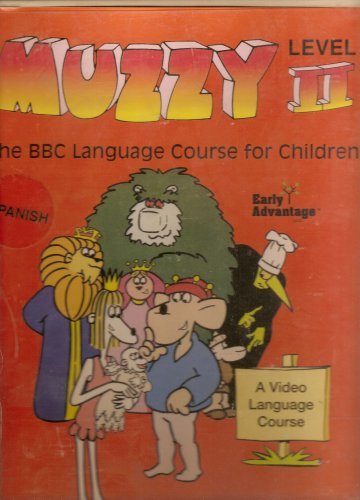 MUZZY
LEVEL
II
he BBC Language Course for Children
PANISH
Early
Advantage
A Video
Language
Course